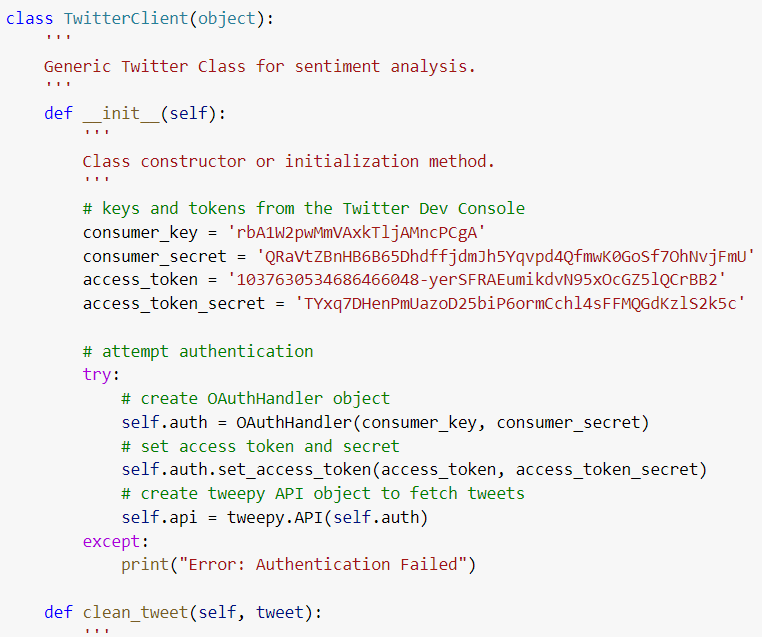 class TwitterClient(object):
    '''
    Generic Twitter Class for sentiment analysis.
    '''
    def __init__(self):
        '''
        Class constructor or initialization method.
        '''
        # keys and tokens from the Twitter Dev Console
        consumer_key = 'rbA1W2pwMmVAxkTljAMncPCgA'
        consumer_secret = 'QRaVtZBnHB6B65DhdffjdmJh5Yqvpd4QfmwK0GoSf7OhNvjFmU'
        access_token = '1037630534686466048-yerSFRAEumikdvN95xOcGZ5lQCrBB2'
        access_token_secret = 'TYxq7DHenPmUazoD25biP6ormCchl4sFFMQGdKzlS2k5c'

        # attempt authentication
        try:
            # create OAuthHandler object
            self.auth = OAuthHandler(consumer_key, consumer_secret)
            # set access token and secret
            self.auth.set_access_token(access_token, access_token_secret)
            # create tweepy API object to fetch tweets
            self.api = tweepy.API(self.auth)
        except:
            print("Error: Authentication Failed")

    def clean_tweet(self, tweet):
        '''